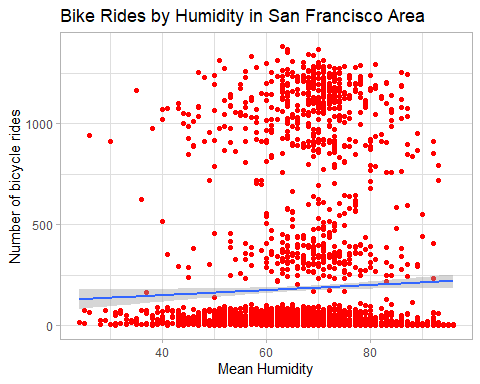 Bike Rides by Humidity in San Francisco Area
Number of bicycle rides
1000
500
0
40
60
80
Mean Humidity